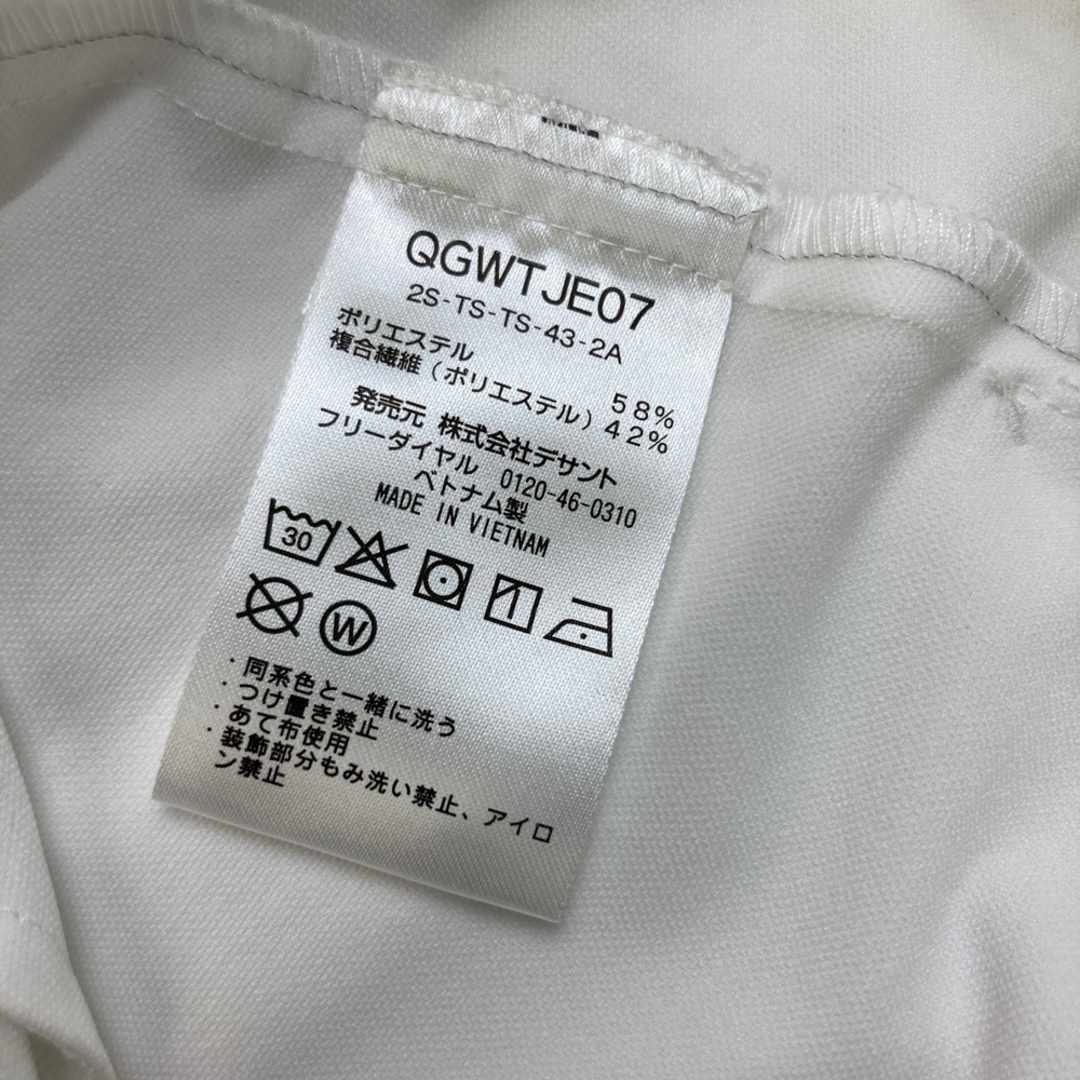 QGWTJE07
2S-TS-TS-43-2A
ポリエステル 58%
複合繊維（ポリエステル）42%
発売元 株式会社デサント
フリーダイヤル 0120-46-0310
ベトナム製
MADE IN VIETNAM
30
W
・同系色と一緒に洗う
・つけ置き禁止
・あて布使用
・装飾部分もみ洗い禁止、アイロ
ン禁止